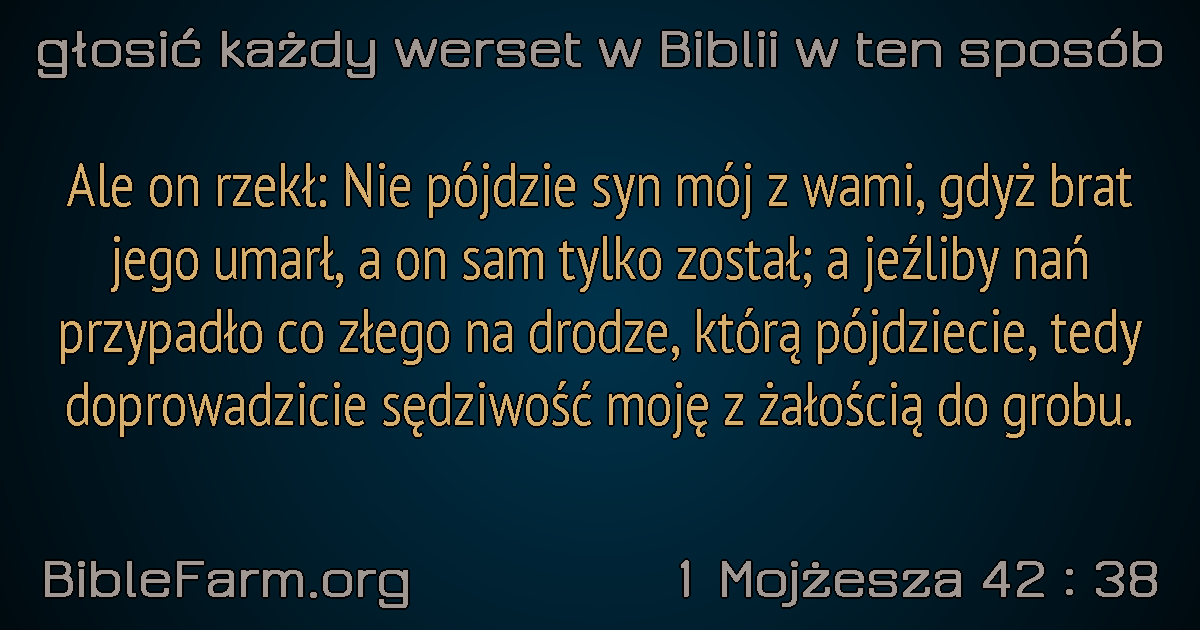 głosić każdy werset w Biblii w ten sposób
Ale on rzekł: Nie pójdzie syn mój z wami, gdyż brat
jego umarł, a on sam tylko został; a jeźliby nań
przypadło co złego na drodze, którą pójdziecie, tedy
doprowadzicie sędziwość moję z żałością do grobu.
BibleFarm.org
1 Mojżesza 42 : 38